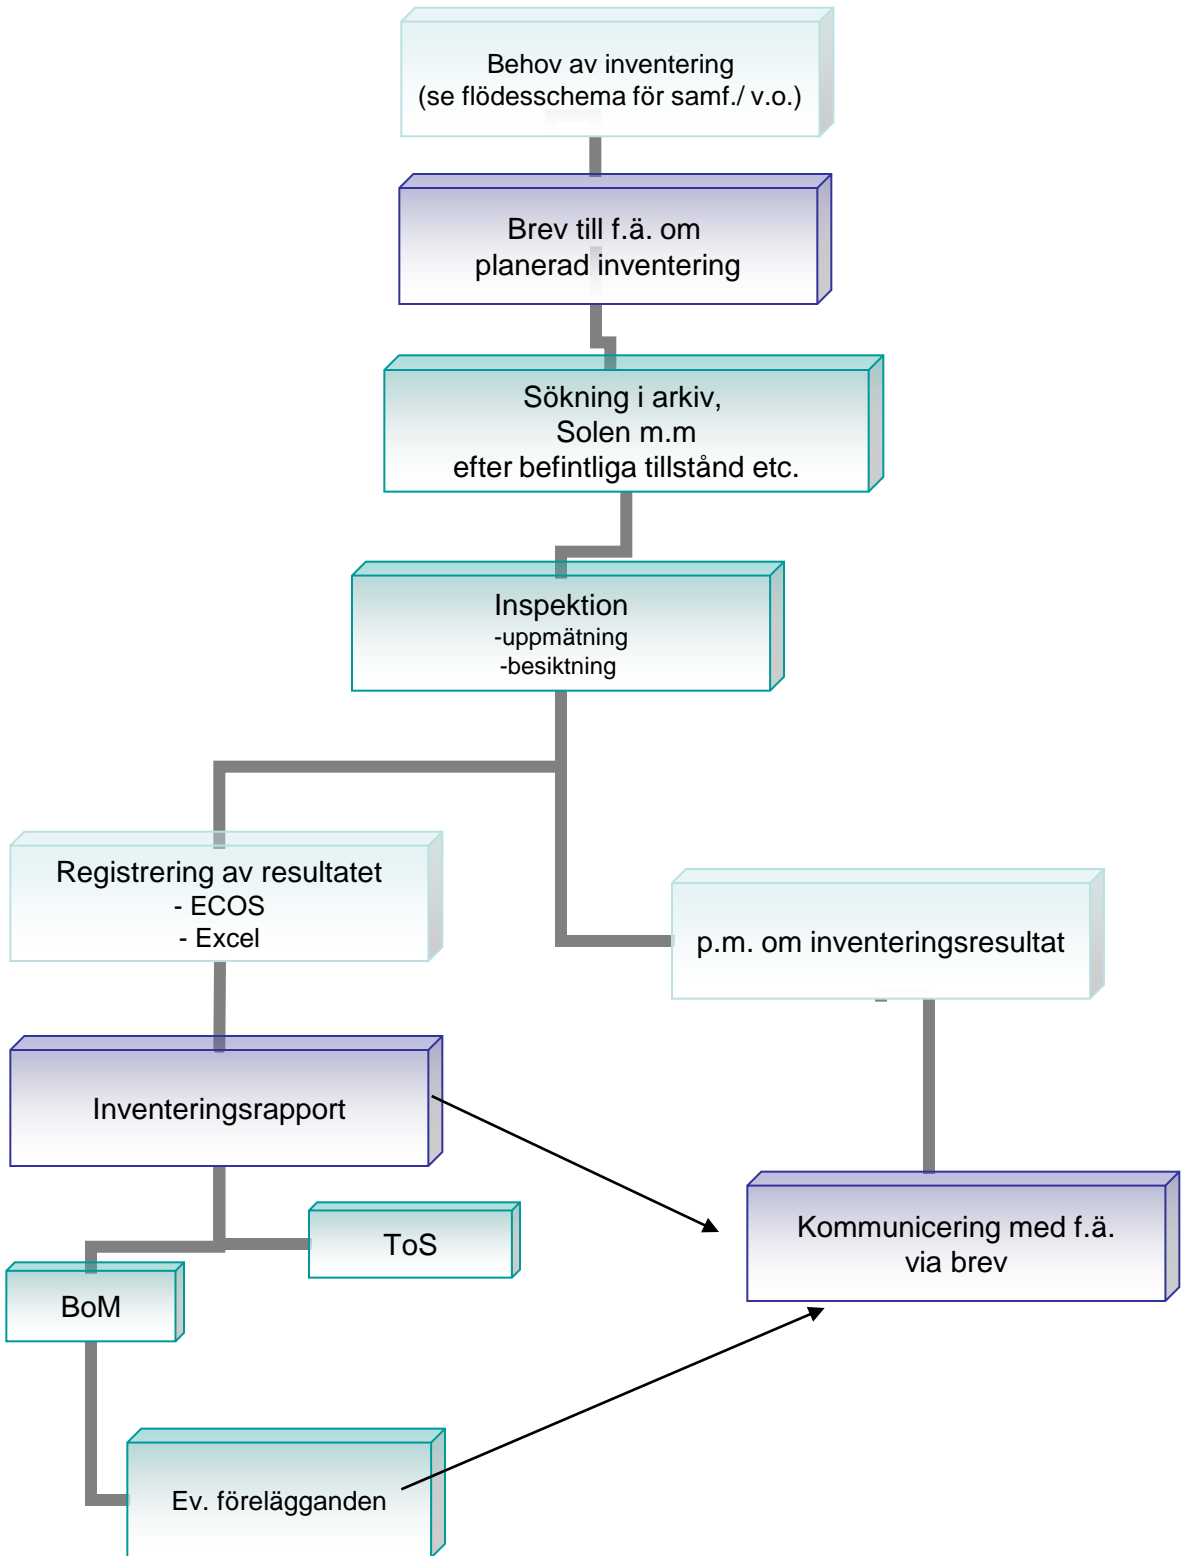 Behov av inventering
(se flödesschema för samf./ v.o.)
Brev till f.ä. om
planerad inventering
Sökning i arkiv,
Solen m.m
efter befintliga tillstånd etc.
Inspektion
-uppmätning
-besiktning
Registrering av resultatet
- ECOS
- Excel
p.m. om inventeringsresultat
Inventeringsrapport
ToS
Kommunicering med f.ä.
via brev
BoM
Ev. förelägganden